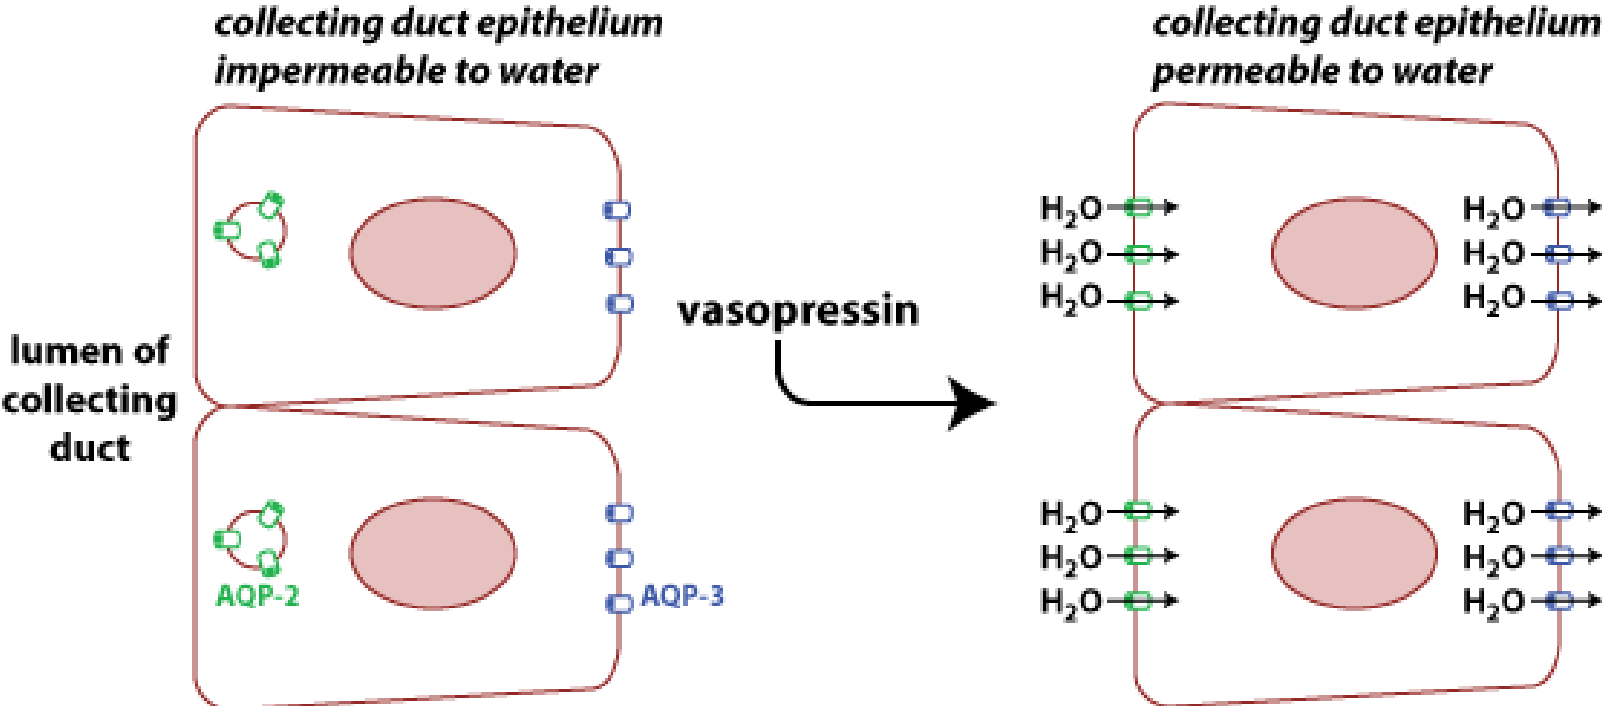 collecting duct epithelium
impermeable to water
collecting duct epithelium
permeable to water
lumen of
collecting
duct
AQP-2
AQP-3
vasopressin
H₂O
H₂O
H₂O
H₂O
H₂O
H₂O
H₂O
H₂O
H₂O
H₂O
H₂O
H₂O